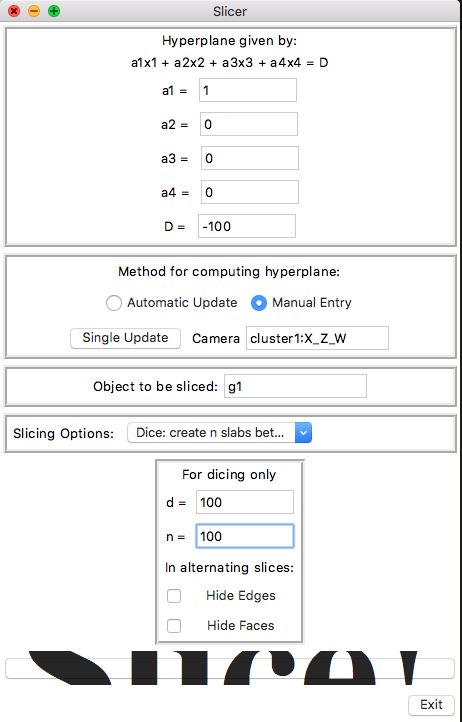 Slicer
Hyperplane given by:
a1x1 + a2x2 + a3x3 + a4x4 = D
a1 = 1
a2 = 0
a3 = 0
a4 = 0
D = -100
Method for computing hyperplane:
Automatic Update Manual Entry
Single Update Camera cluster1:X_Z_W
Object to be sliced: g1
Slicing Options: Dice: create n slabs bet...
For dicing only
d = 100
n = 100
In alternating slices:
Hide Edges
Hide Faces
Slice!
Exit